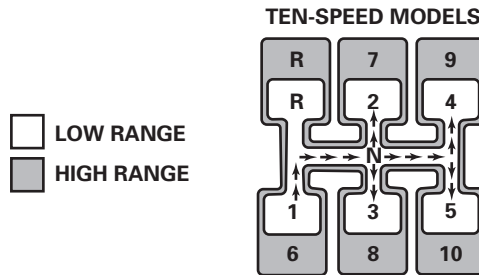 TEN-SPEED MODELS
R 7 9
R 2 4
LOW RANGE
HIGH RANGE
N
1 3 5
6 8 10